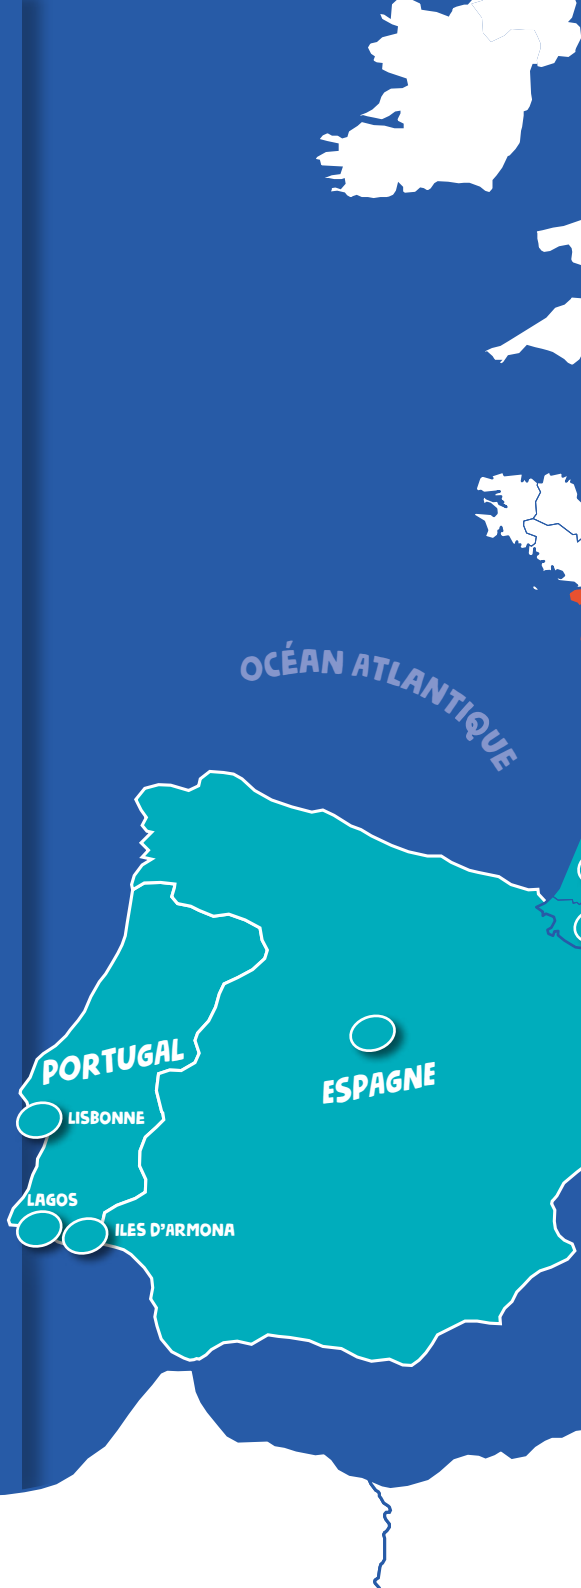 OCÉAN ATLANTIQUE
PORTUGAL
ESPAGNE
LISBONNE
LAGOS
ILES D'ARMONA